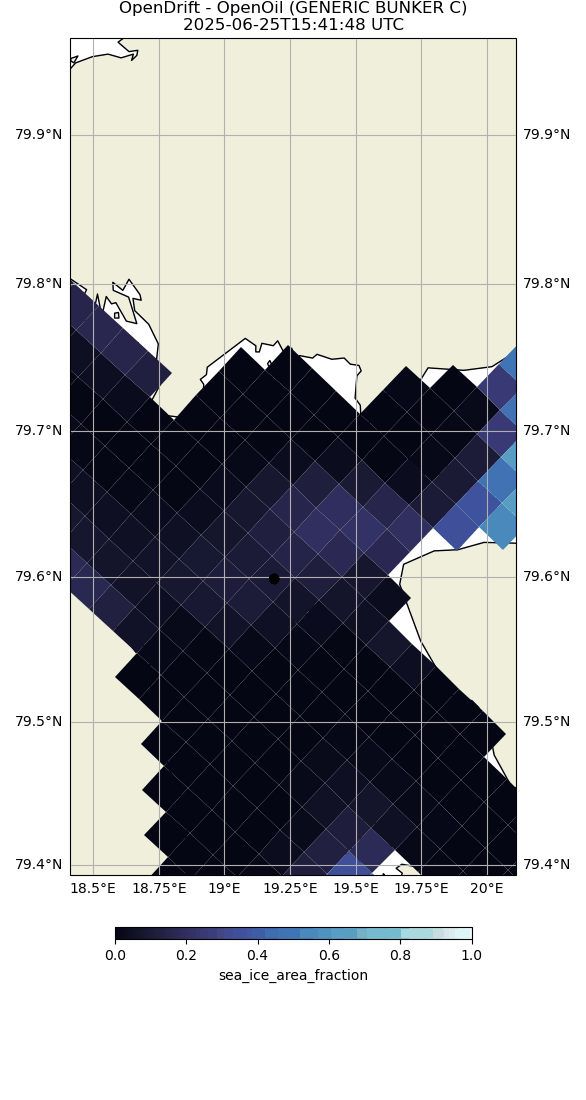 OpenDrift - OpenOil (GENERIC BUNKER C)
2025-06-25T15:41:48 UTC
79.9°N 79.9°N
79.8°N 79.8°N
79.7°N 79.7°N
79.6°N 79.6°N
79.5°N 79.5°N
79.4°N 79.4°N
18.5°E 18.75°E 19°E 19.25°E 19.5°E 19.75°E 20°E
0.0 0.2 0.4 0.6 0.8 1.0
sea_ice_area_fraction